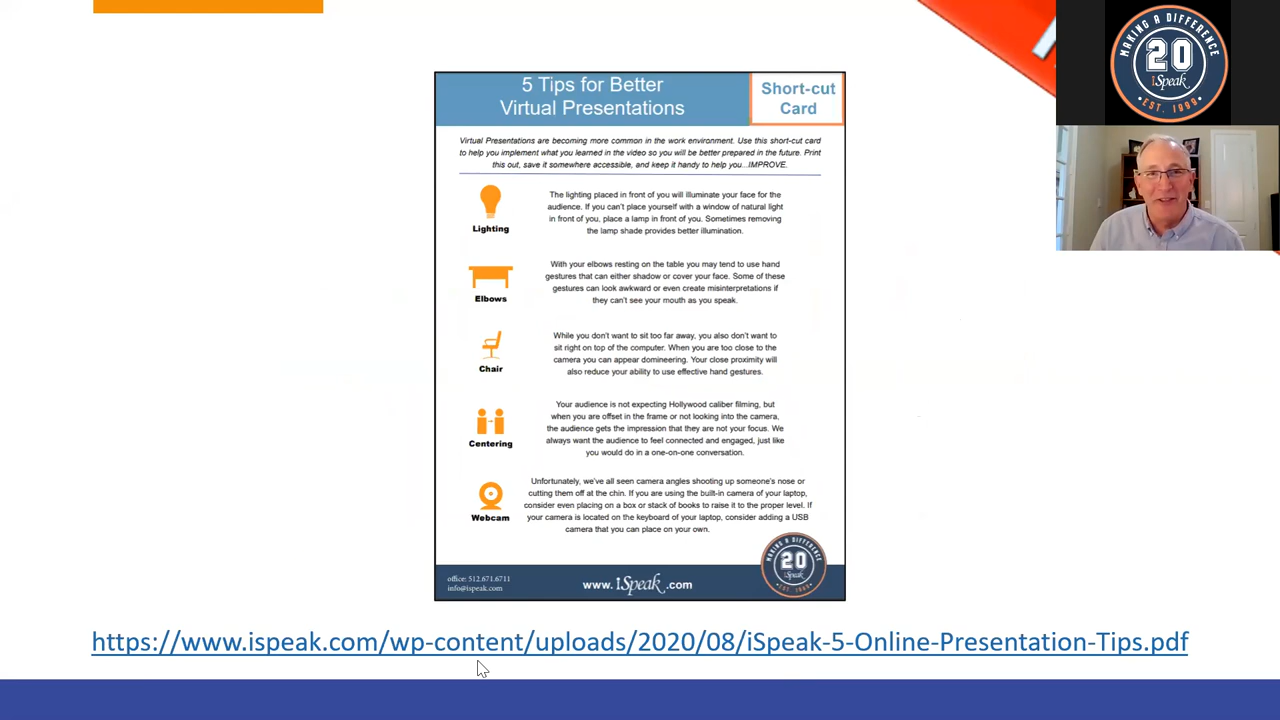 5 Tips for Better
Virtual Presentations
Short-cut
Card
Virtual Presentations are becoming more common in the work environment. Use this short-cut card
to help you implement what you learned in the video so you will be better prepared in the future. Print
this out, save it somewhere accessible, and keep it handy to help you...IMPROVE.
Lighting
The lighting placed in front of you will illuminate your face for the
audience. If you can't place yourself with a window of natural light
in front of you, place a lamp in front of you. Sometimes removing
the lamp shade provides better illumination.
Elbows
With your elbows resting on the table you may tend to use hand
gestures that can either shadow or cover your face. Some of these
gestures can look awkward or even create misinterpretations if
they can't see your mouth as you speak.
Chair
While you don't want to sit too far away, you also don't want to
sit right on top of the computer. When you are too close to the
camera you can appear domineering. Your close proximity will
also reduce your ability to use effective hand gestures.
Centering
Your audience is not expecting Hollywood caliber filming, but
when you are offset in the frame or not looking into the camera,
the audience gets the impression that they are not your focus. We
always want the audience to feel connected and engaged, just like
you would do in a one-on-one conversation.
Webcam
Unfortunately, we've all seen camera angles shooting up someone's nose or
cutting them off at the chin. If you are using the built-in camera of your laptop,
consider even placing on a box or stack of books to raise it to the proper level. If
your camera is located on the keyboard of your laptop, consider adding a USB
camera that you can place on your own.
office: 512.671.6711
info@ispeak.com
www. iSpeak .com
MAKING A DIFFERENCE
20
iSpeak
EST. 1999
https://www.ispeak.com/wp-content/uploads/2020/08/iSpeak-5-Online-Presentation-Tips.pdf
MAKING A DIFFERENCE
20
iSpeak
EST. 1999